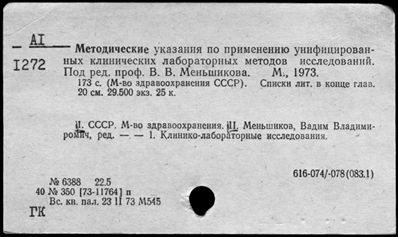 АI
I272
Методические указания по применению унифицирован-
ных клинических лабораторных методов исследований.
Под ред. проф. В. В. Меньшикова. М., 1973.
173 с. (М-во здравоохранения СССР). Списки лит. в конце глав.
20 см. 29.500 экз. 25 к.
II. СССР. М-во здравоохранения. III. Меньшиков, Вадим Владими-
рович, ред. — — 1. Клинико-лабораторные исследования.
616-074/-078(083.1)
№ 6388 22.5
40 № 350 [73-11764] п
Вс. кн. пал. 23 II 73 М545
ГК